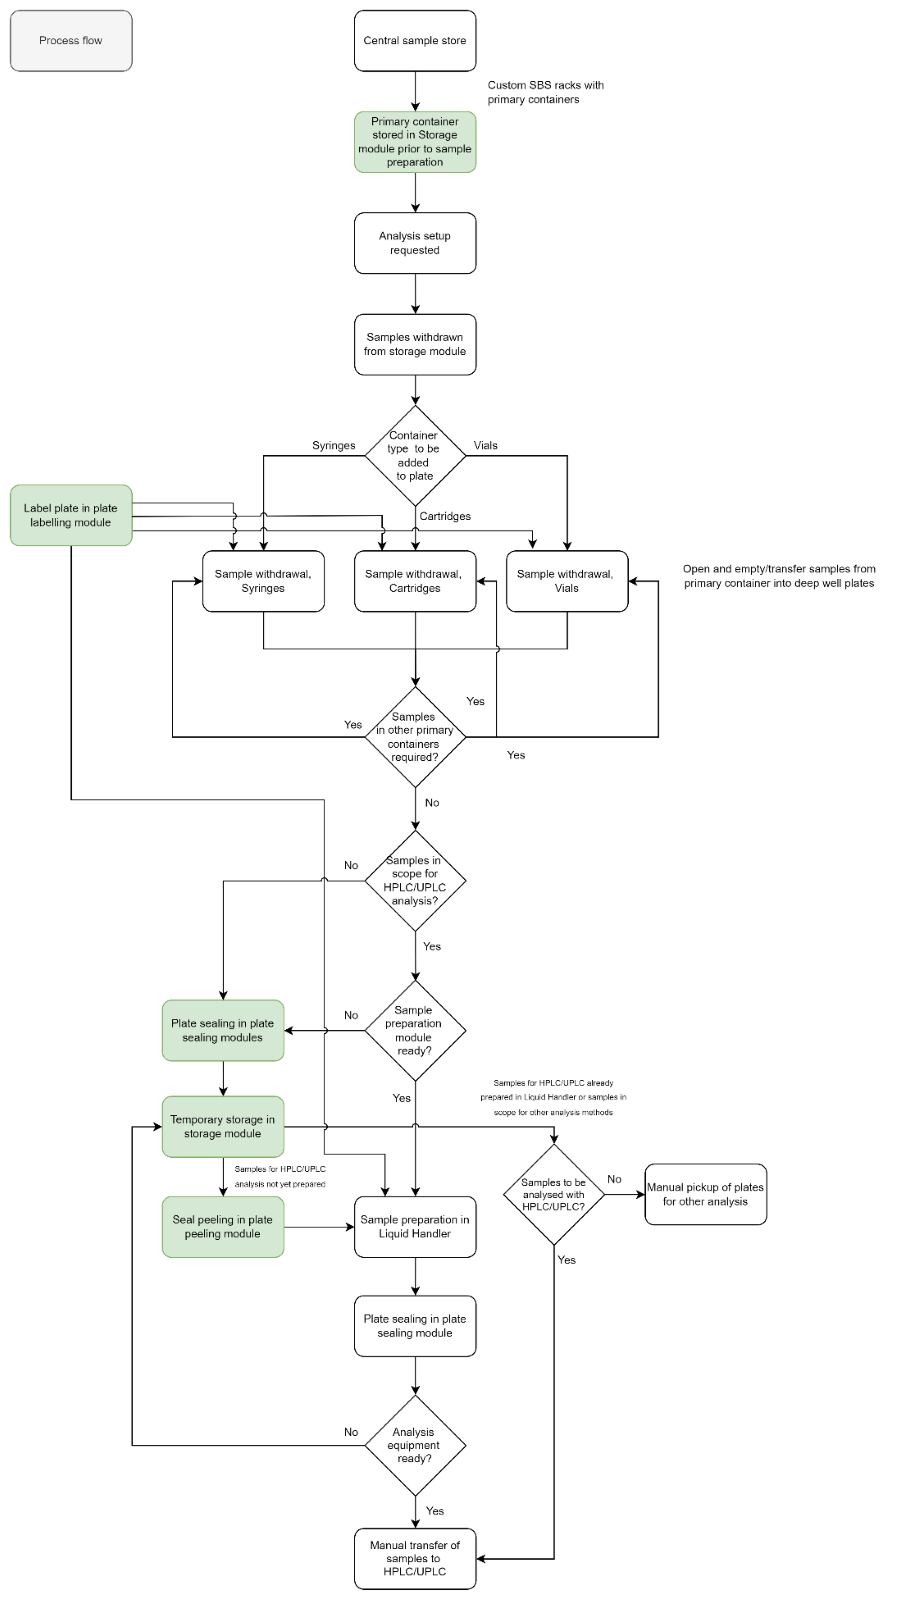 Process flow
Central sample store
Custom SBS racks with
primary containers
Primary container
stored in Storage
module prior to sample
preparation
Analysis setup
requested
Samples withdrawn
from storage module
Container
type to be
added
to plate
Syringes
Vials
Cartridges
Label plate in plate
labelling module
Sample withdrawal,
Syringes
Sample withdrawal,
Cartridges
Sample withdrawal,
Vials
Open and empty/transfer samples from
primary container into deep well plates
Samples
in other primary
containers
required?
Yes
Yes
Yes
No
Samples in
scope for
HPLC/UPLC
analysis?
No
Yes
Sample
preparation
module
ready?
No
Yes
Plate sealing in plate
sealing modules
Temporary storage in
storage module
Samples for HPLC/UPLC already
prepared in Liquid Handler or samples in
scope for other analysis methods
Samples for HPLC/UPLC
analysis not yet prepared
Samples to be
analysed with
HPLC/UPLC?
No
Yes
Manual pickup of plates
for other analysis
Seal peeling in plate
peeling module
Sample preparation in
Liquid Handler
Plate sealing in plate
sealing module
Analysis
equipment
ready?
No
Yes
Manual transfer of
samples to
HPLC/UPLC